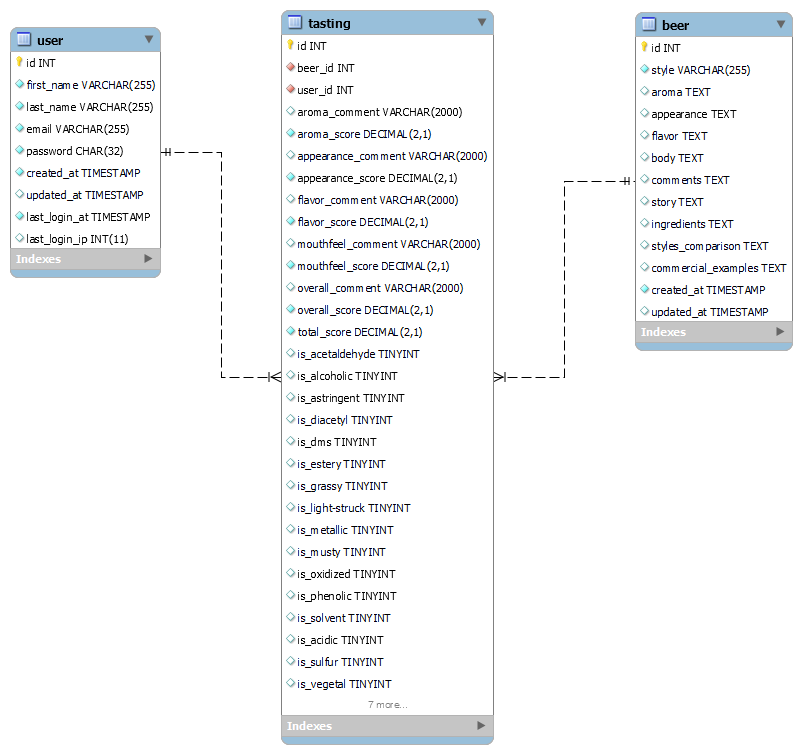 user
id INT
first_name VARCHAR(255)
last_name VARCHAR(255)
email VARCHAR(255)
password CHAR(32)
created_at TIMESTAMP
updated_at TIMESTAMP
last_login_at TIMESTAMP
last_login_ip INT(11)
Indexes
tasting
id INT
beer_id INT
user_id INT
aroma_comment VARCHAR(2000)
aroma_score DECIMAL(2,1)
appearance_comment VARCHAR(2000)
appearance_score DECIMAL(2,1)
flavor_comment VARCHAR(2000)
flavor_score DECIMAL(2,1)
mouthfeel_comment VARCHAR(2000)
mouthfeel_score DECIMAL(2,1)
overall_comment VARCHAR(2000)
overall_score DECIMAL(2,1)
total_score DECIMAL(2,1)
is_acetaldehyde TINYINT
is_alcoholic TINYINT
is_astringent TINYINT
is_diacetyl TINYINT
is_dms TINYINT
is_estery TINYINT
is_grassy TINYINT
is_light-struck TINYINT
is_metallic TINYINT
is_musty TINYINT
is_oxidized TINYINT
is_phenolic TINYINT
is_solvent TINYINT
is_acidic TINYINT
is_sulfur TINYINT
is_vegetal TINYINT
7 more...
Indexes
beer
id INT
style VARCHAR(255)
aroma TEXT
appearance TEXT
flavor TEXT
body TEXT
comments TEXT
story TEXT
ingredients TEXT
styles_comparison TEXT
commercial_examples TEXT
created_at TIMESTAMP
updated_at TIMESTAMP
Indexes